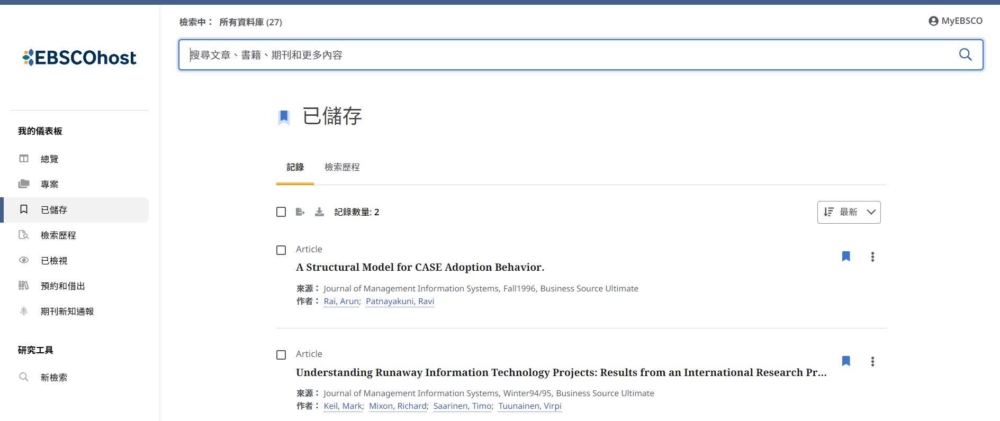 檢索中： 所有資料庫 (27)
MyEBSCO
EBSCOhost
搜尋文章、書籍、期刊和更多內容
我的儀表板
總覽
專案
已儲存
檢索歷程
已檢視
預約和借出
期刊新知通報
研究工具
新檢索
已儲存
記錄 檢索歷程
記錄數量: 2
最新
Article
A Structural Model for CASE Adoption Behavior.
來源： Journal of Management Information Systems, Fall1996, Business Source Ultimate
作者： Rai, Arun; Patnayakuni, Ravi
Article
Understanding Runaway Information Technology Projects: Results from an International Research Pr...
來源： Journal of Management Information Systems, Winter94/95, Business Source Ultimate
作者： Keil, Mark; Mixon, Richard; Saarinen, Timo; Tuunainen, Virpi